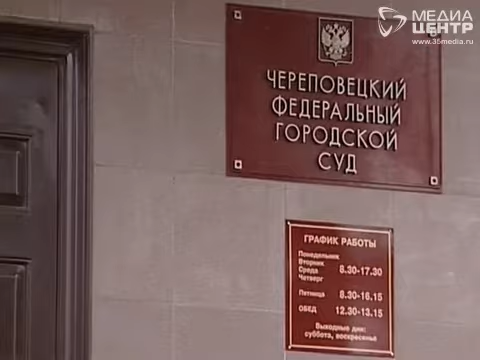 МЕДИА
ЦЕНТР
www.35media.ru
ЧЕРЕПОВЕЦКИЙ
ФЕДЕРАЛЬНЫЙ
ГОРОДСКОЙ
СУД
ГРАФИК РАБОТЫ
Понедельник
Вторник
Среда 8.30-17.30
Четверг
Пятница 8.30-16.15
ОБЕД 12.30-13.15
Выходные дни:
суббота, воскресенье